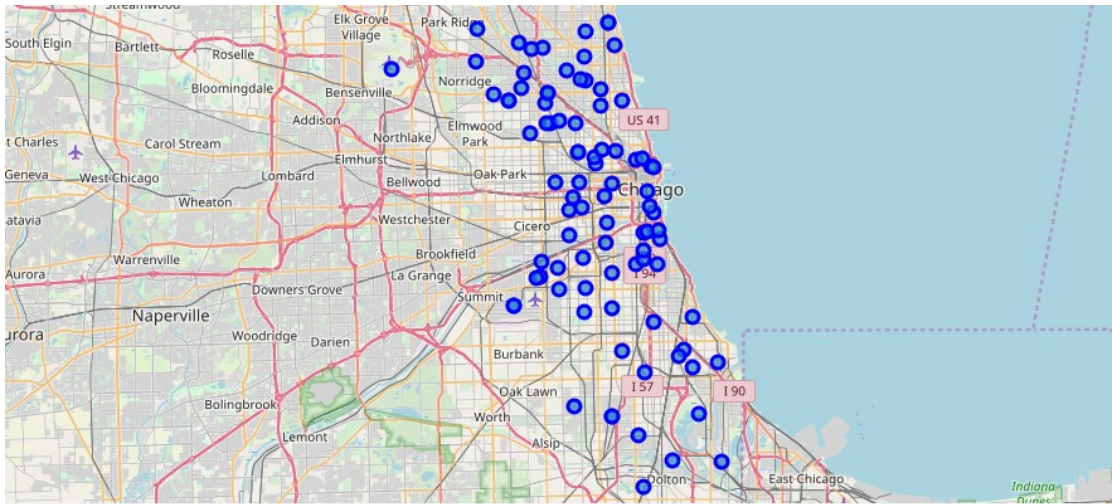 Streamwood
Elk Grove
Village
Park Ridge
South Elgin
Bartlett
Roselle
Norridge
Bensenville
Bloomingdale
Addison
US 41
Northlake
Elmwood
Park
t Charles
Carol Stream
Elmhurst
Geneva
West Chicago
Lombard
Bellwood
Oak Park
Chicago
Wheaton
atavia
Westchester
Cicero
Warrenville
Brookfield
Aurora
La Grange
I 94
Downers Grove
Summit
Naperville
urora
Woodridge
Darien
Burbank
I 57
I 90
Oak Lawn
Bolingbrook
Worth
Lemont
Alsip
Dolton
East Chicago
Indiana
Dunes